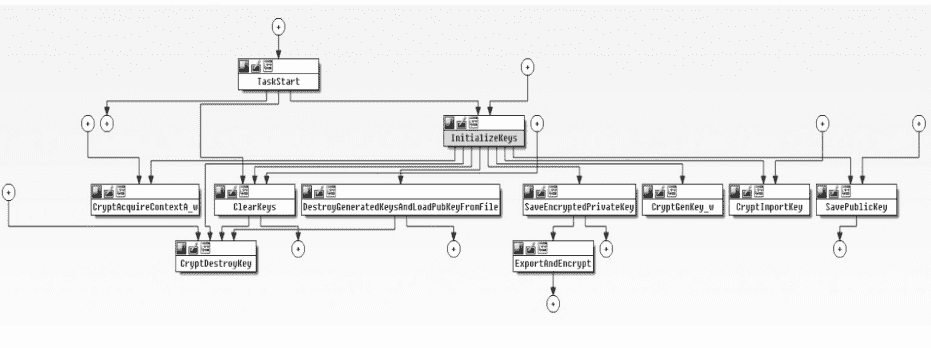 TaskStart
InitializeKeys
CryptAcquireContextA_w
ClearKeys
DestroyGeneratedKeysAndLoadPubKeyFromFile
SaveEncryptedPrivateKey
CryptGenKey_w
CryptImportKey
SavePublicKey
CryptDestroyKey
ExportAndEncrypt